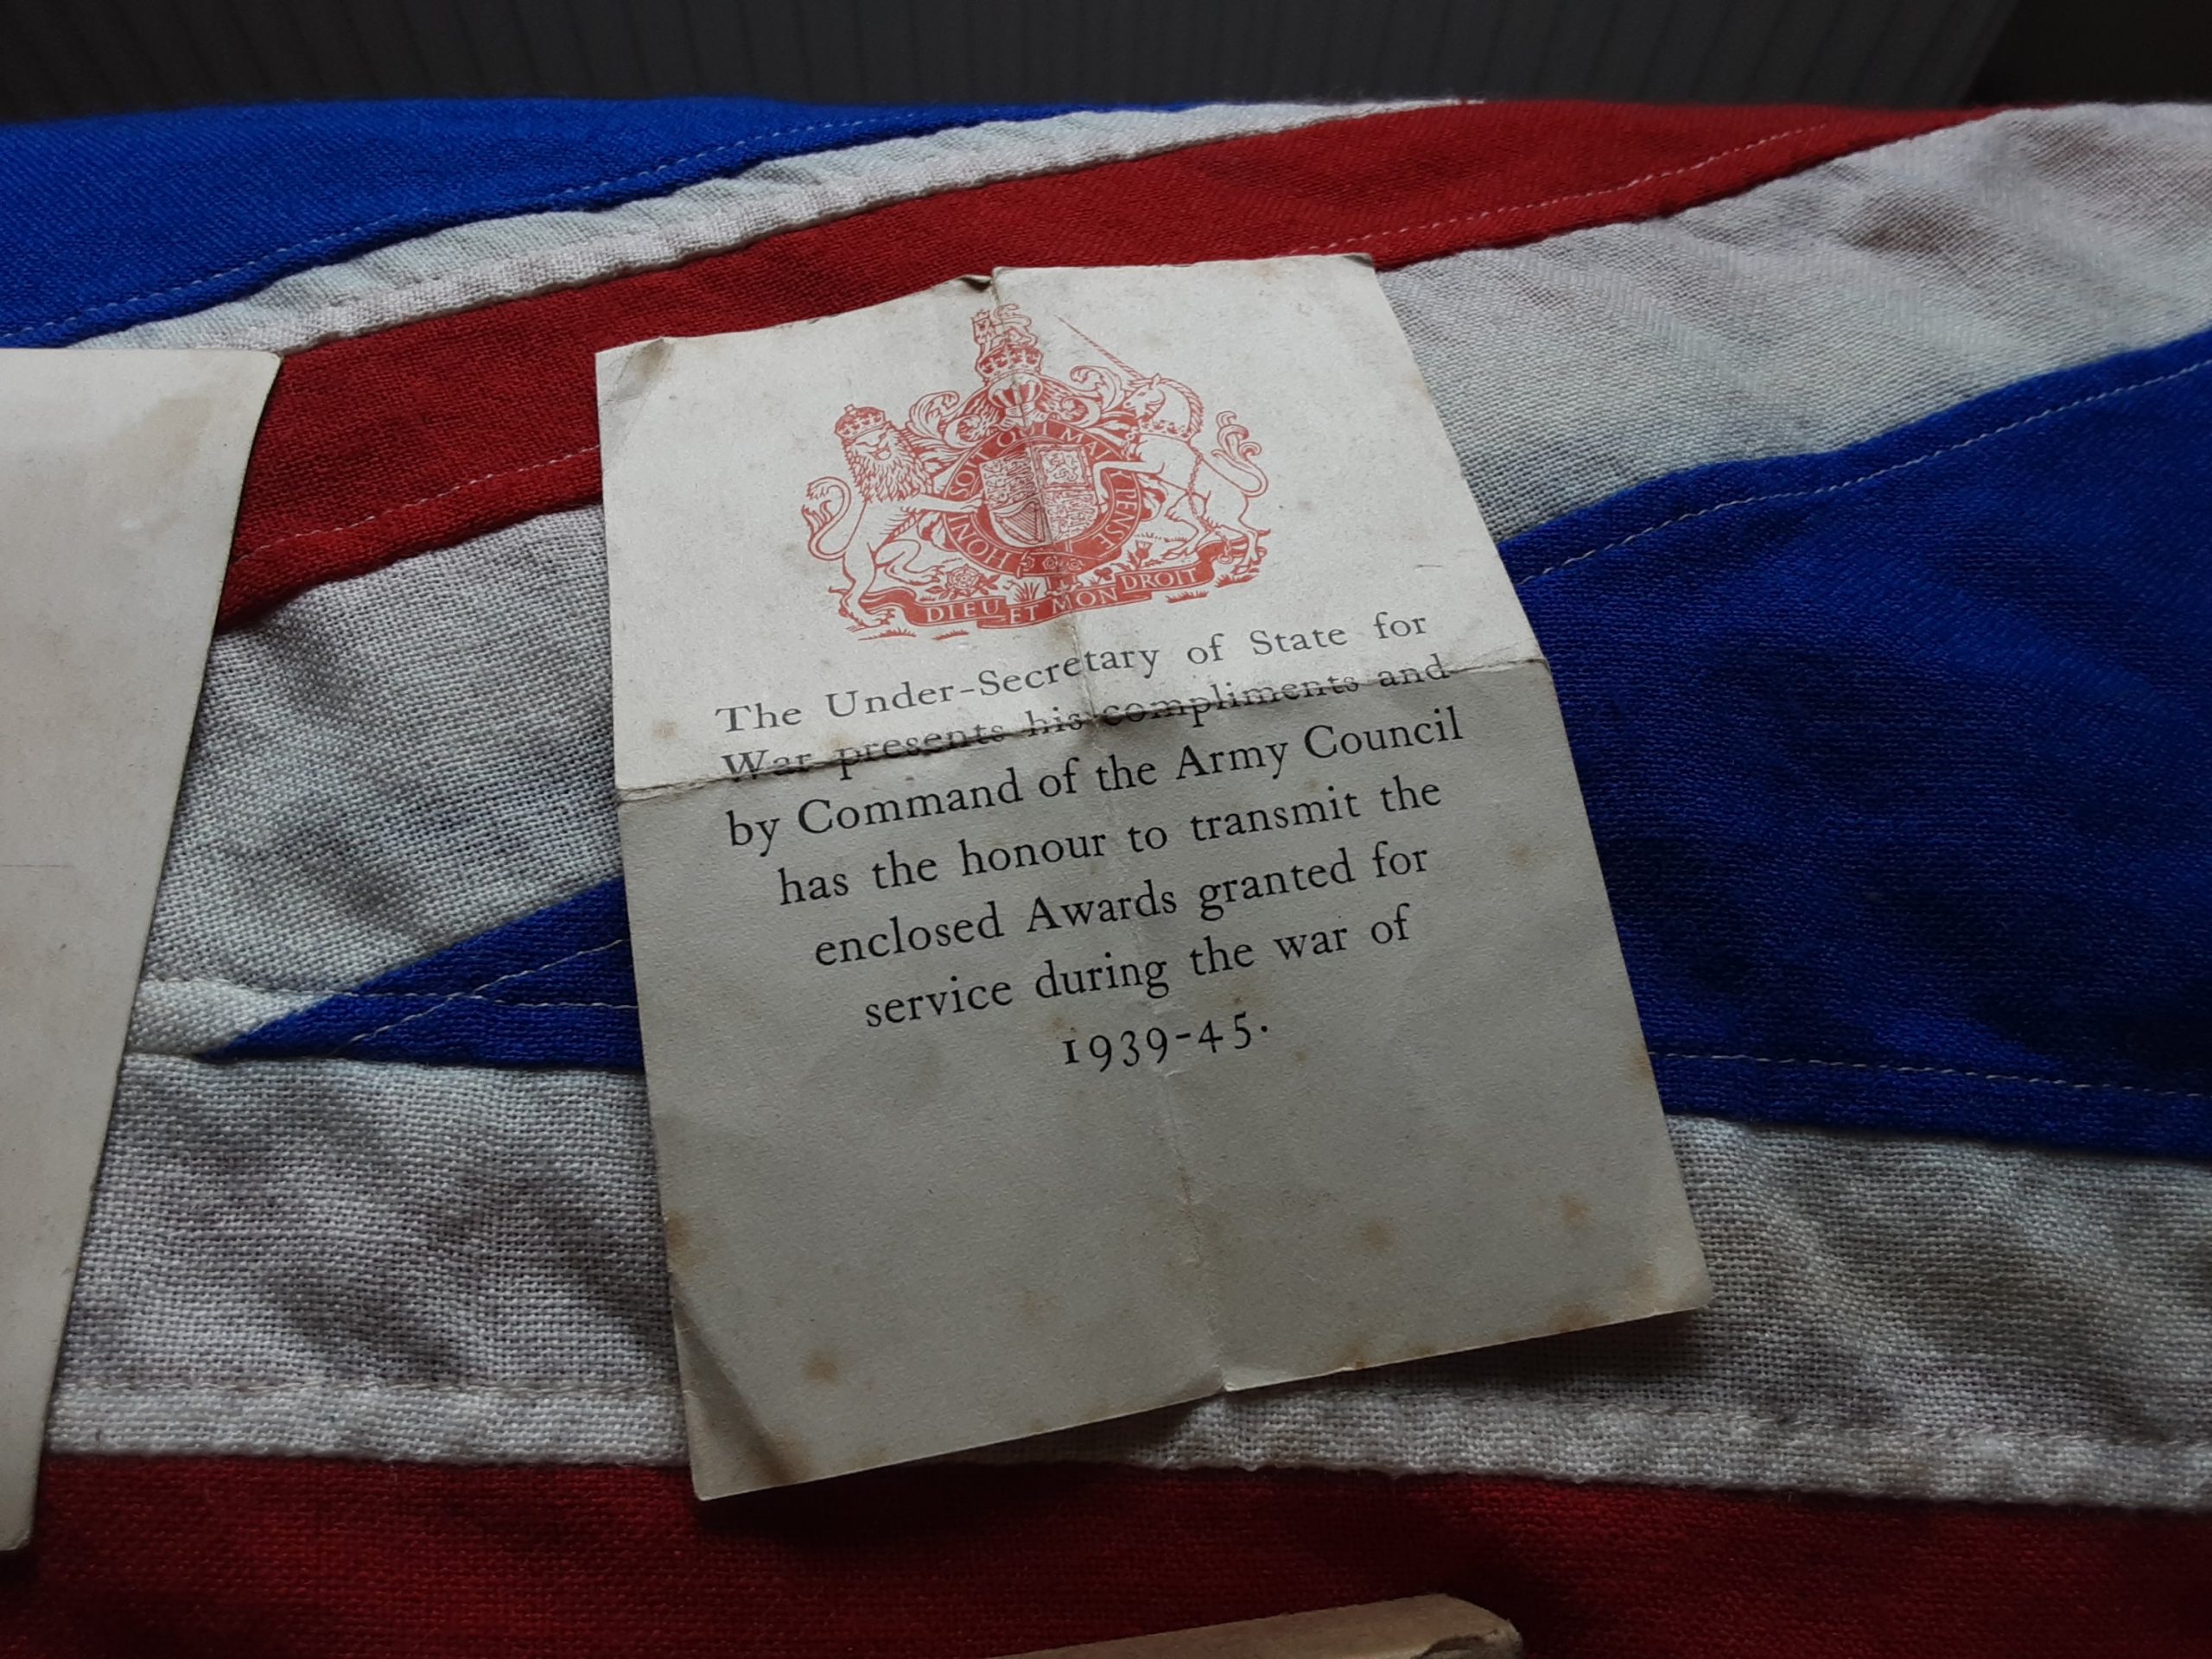 HONI SOIT QUI MAL Y PENSE
DIEU ET MON DROIT
The Under-Secretary of State for
War presents his compliments and
by Command of the Army Council
has the honour to transmit the
enclosed Awards granted for
service during the war of
1939-45.